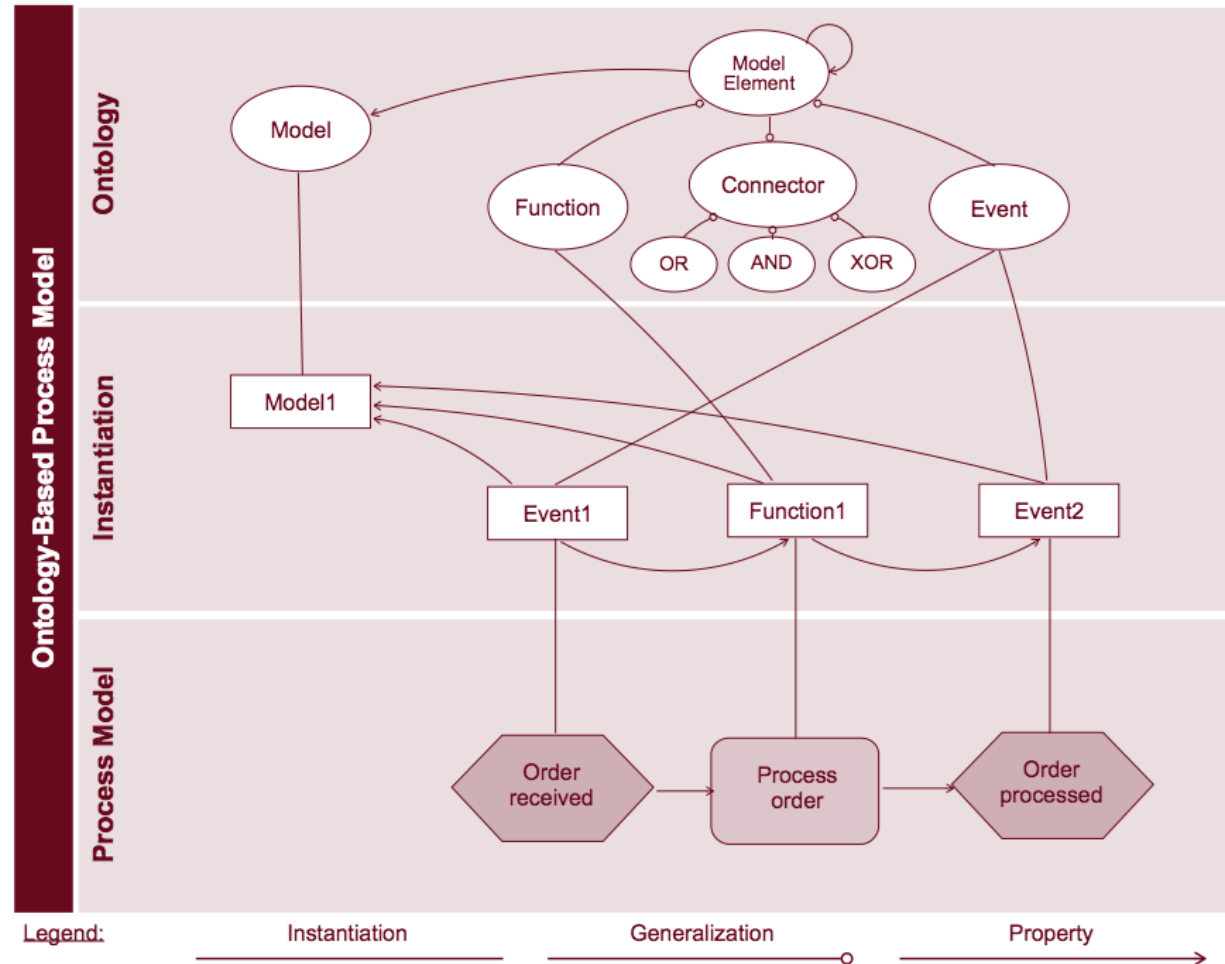 Ontology-Based Process Model
Ontology
Model
Element
Model
Function
Connector
Event
OR
AND
XOR
Instantiation
Model1
Event1
Function1
Event2
Process Model
Order
received
Process
order
Order
processed
Legend:
Instantiation
Generalization
Property